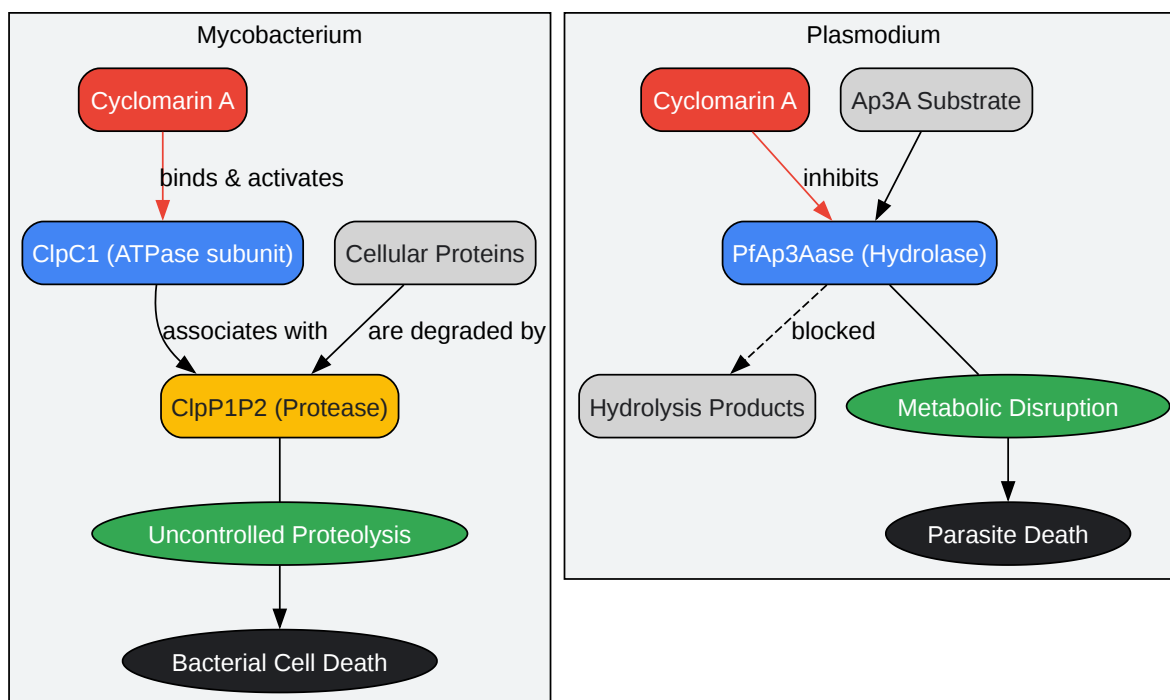 Mycobacterium
Cyclomarin A
binds & activates
ClpC1 (ATPase subunit)
Cellular Proteins
associates with
are degraded by
ClpP1P2 (Protease)
Uncontrolled Proteolysis
Bacterial Cell Death
Plasmodium
Cyclomarin A
Ap3A Substrate
inhibits
PfAp3Aase (Hydrolase)
blocked
Hydrolysis Products
Metabolic Disruption
Parasite Death